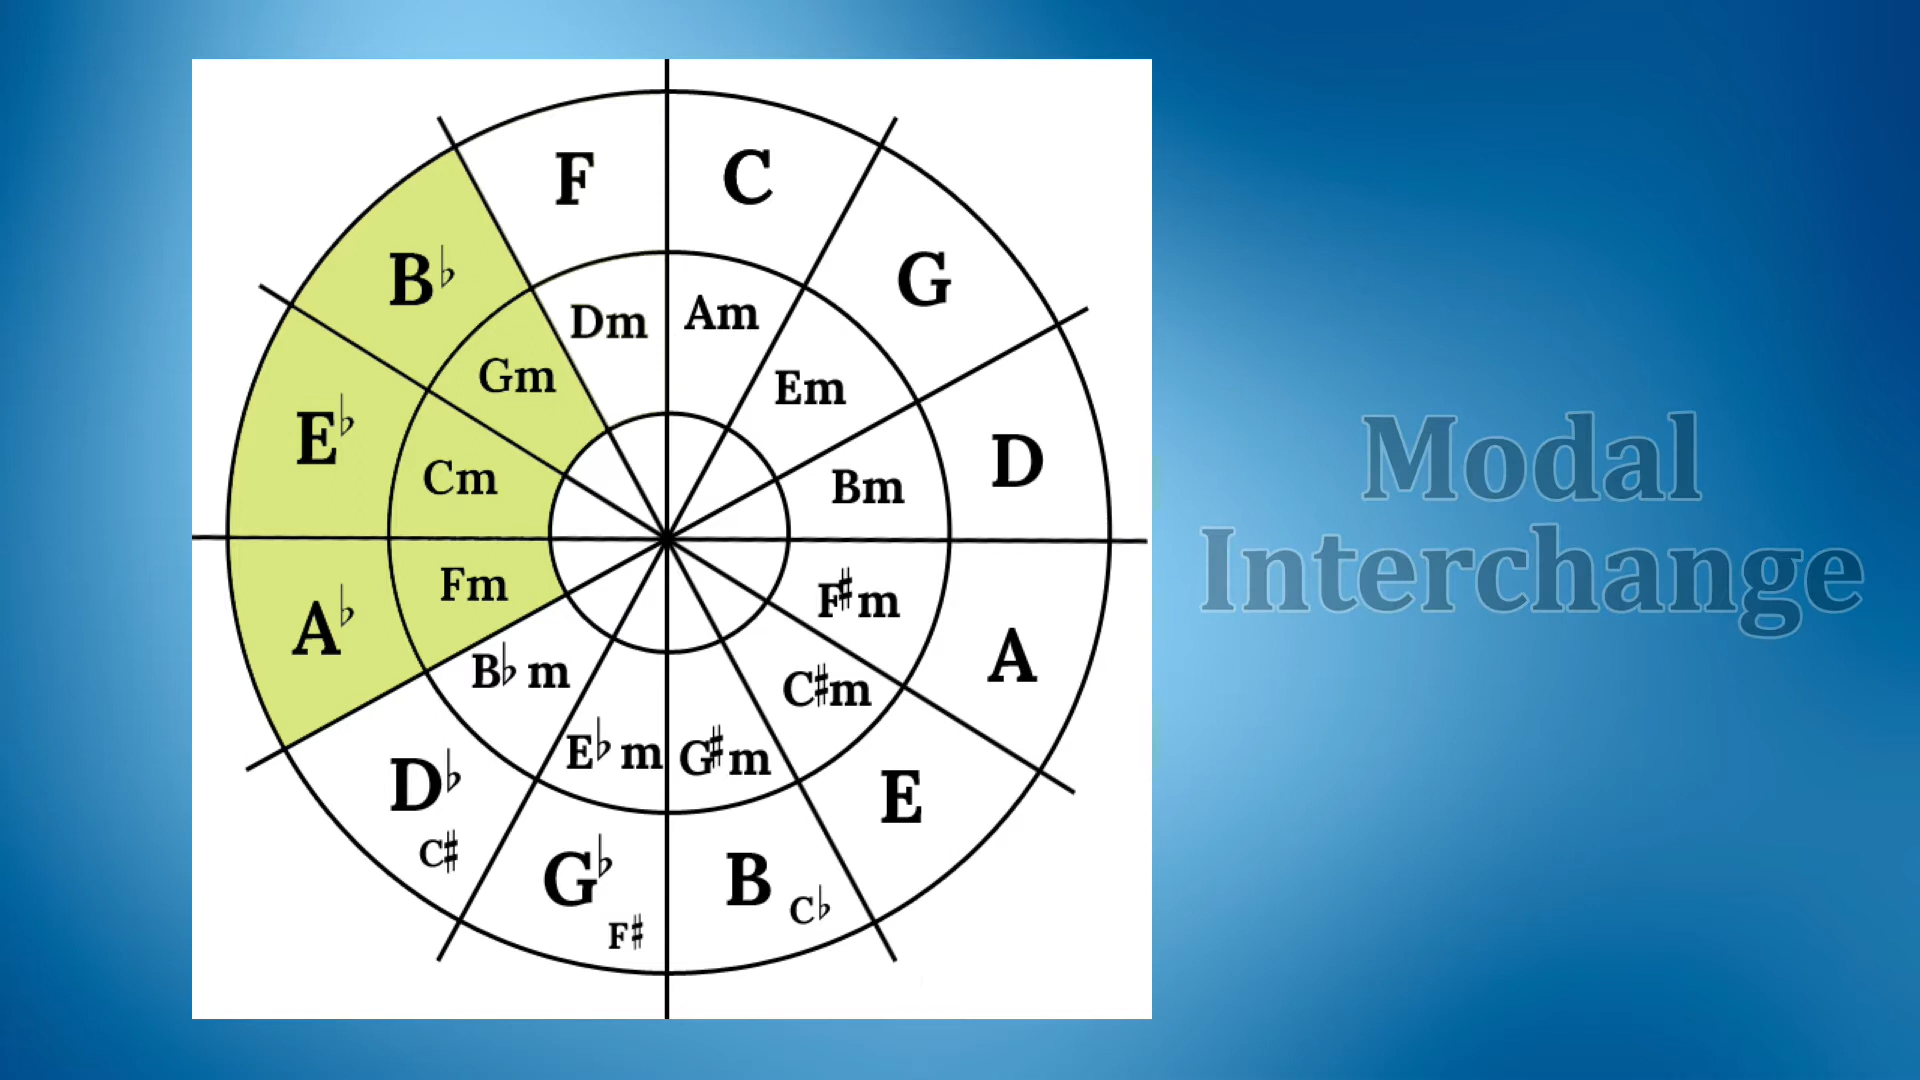 F
C
G
D
A
E
B
C♭
G♭
F♯
D♭
C♯
A♭
E♭
B♭
Dm
Am
Em
Bm
F♯m
C♯m
G♯m
E♭m
B♭m
Fm
Cm
Gm
Modal
Interchange